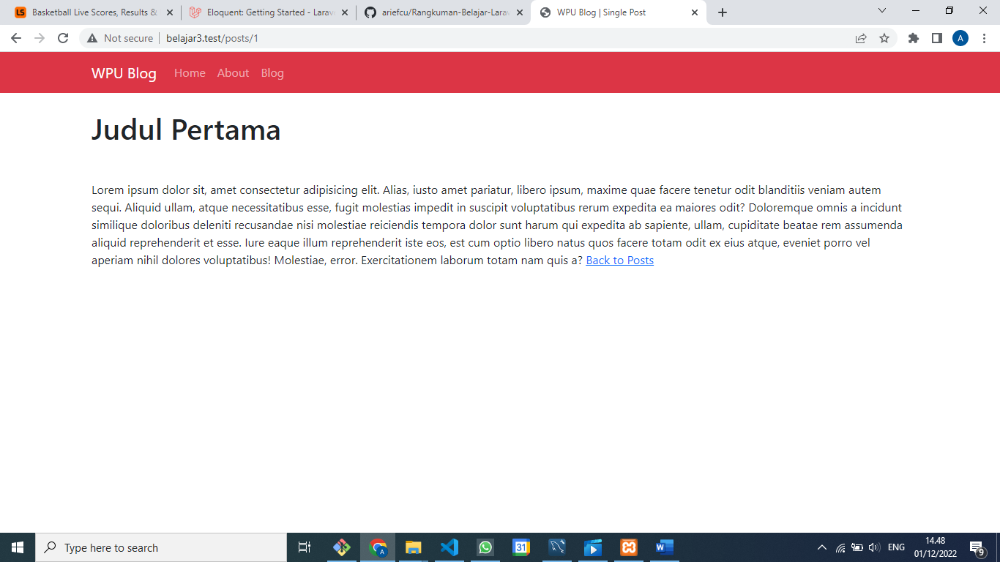 Basketball Live Scores, Results &
Eloquent: Getting Started - Larav
ariefcu/Rangkuman-Belajar-Larav
WPU Blog | Single Post
Not secure
belajar3.test/posts/1
A
WPU Blog
Home
About
Blog
Judul Pertama
Lorem ipsum dolor sit, amet consectetur adipisicing elit. Alias, iusto amet pariatur, libero ipsum, maxime quae facere tenetur odit blanditiis veniam autem
sequi. Aliquid ullam, atque necessitatibus esse, fugit molestias impedit in suscipit voluptatibus rerum expedita ea maiores odit? Doloremque omnis a incidunt
similique doloribus deleniti recusandae nisi molestiae reiciendis tempora dolor sunt harum qui expedita ab sapiente, ullam, cupiditate beatae rem assumenda
aliquid reprehenderit et esse. Iure eaque illum reprehenderit iste eos, est cum optio libero natus quos facere totam odit ex eius atque, eveniet porro vel
aperiam nihil dolores voluptatibus! Molestiae, error. Exercitationem laborum totam nam quis a? Back to Posts
Type here to search
A
31
W
ENG
14.48
01/12/2022
9